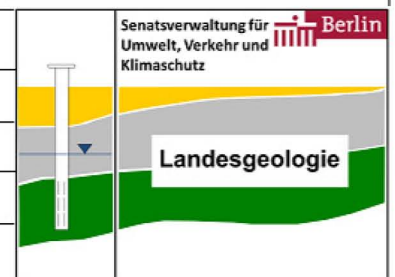 Senatsverwaltung für
Umwelt, Verkehr und
Klimaschutz
Berlin
Landesgeologie